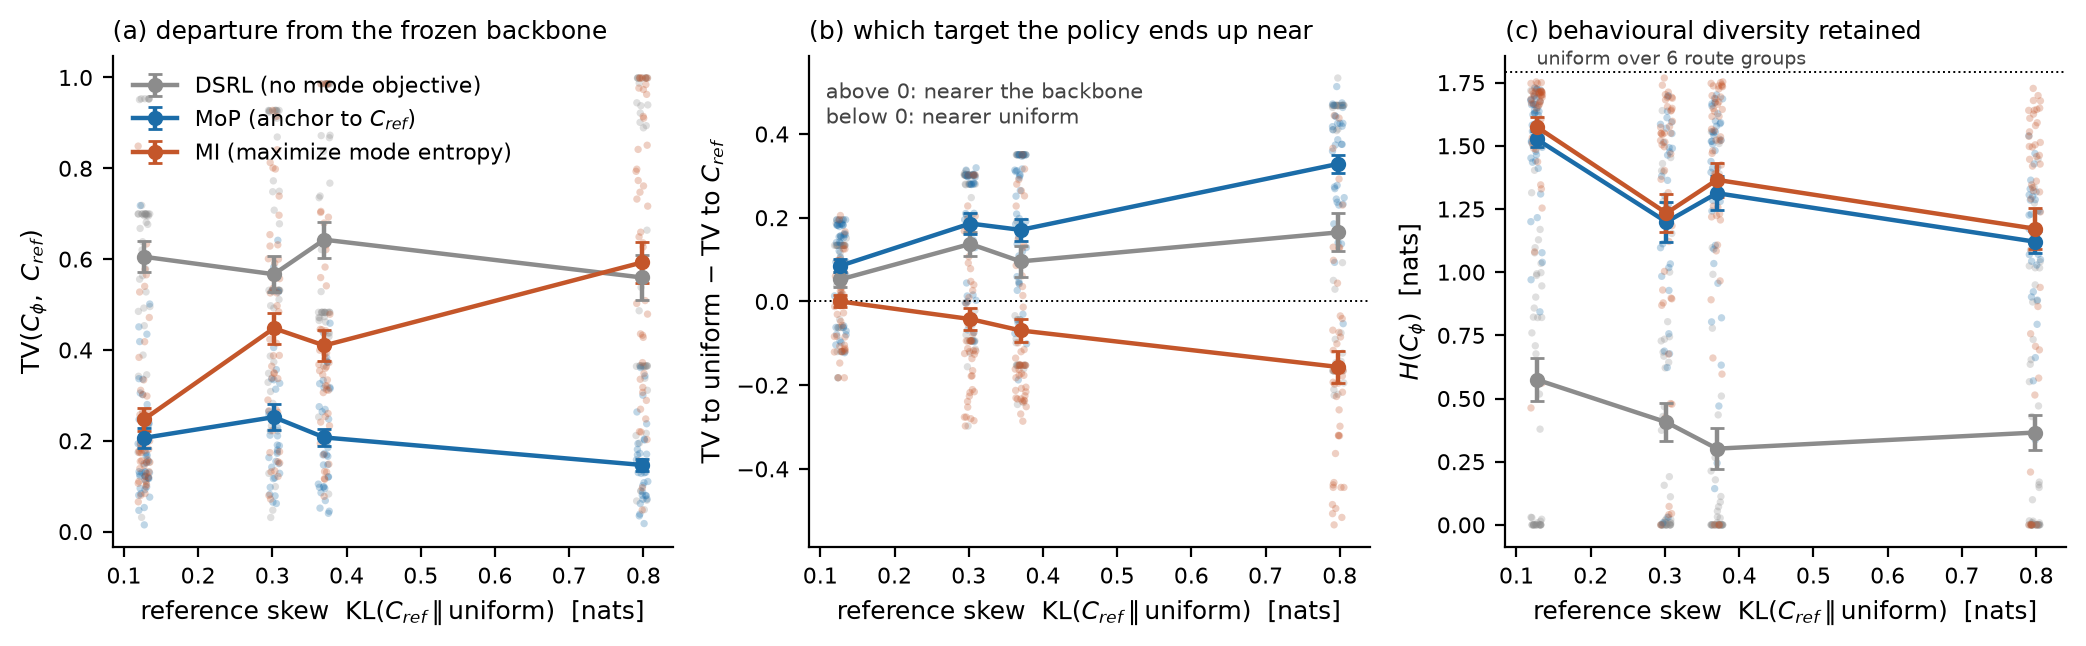 (a) departure from the frozen backbone
DSRL (no mode objective)
MoP (anchor to C_ref)
MI (maximize mode entropy)
TV(C_ϕ, C_ref)
1.0
0.8
0.6
0.4
0.2
0.0
0.1 0.2 0.3 0.4 0.5 0.6 0.7 0.8
reference skew KL(C_ref ∥ uniform) [nats]
(b) which target the policy ends up near
above 0: nearer the backbone
below 0: nearer uniform
TV to uniform − TV to C_ref
0.4
0.2
0.0
−0.2
−0.4
0.1 0.2 0.3 0.4 0.5 0.6 0.7 0.8
reference skew KL(C_ref ∥ uniform) [nats]
(c) behavioural diversity retained
uniform over 6 route groups
H(C_ϕ) [nats]
1.75
1.50
1.25
1.00
0.75
0.50
0.25
0.00
0.1 0.2 0.3 0.4 0.5 0.6 0.7 0.8
reference skew KL(C_ref ∥ uniform) [nats]